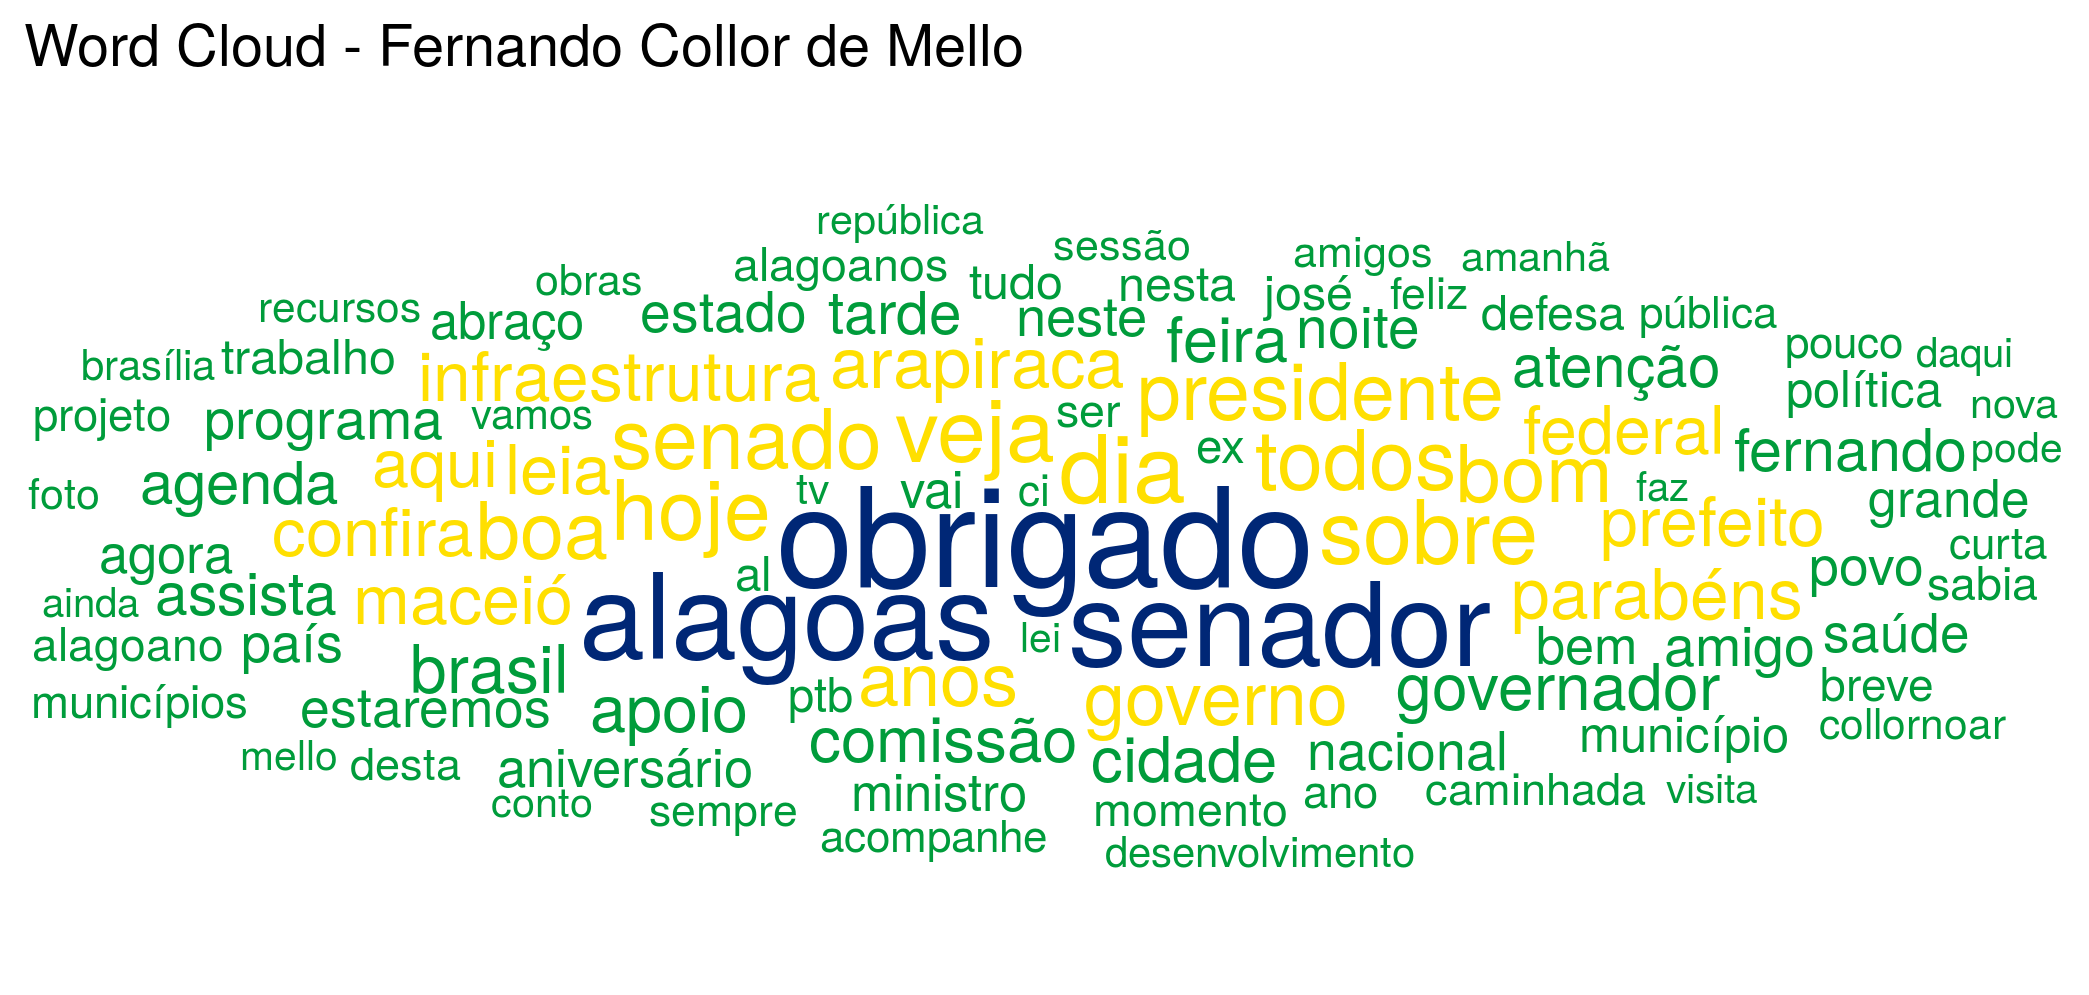 Word Cloud - Fernando Collor de Mello
república
sessão
amigos
amanhã
alagoanos
obras
tudo
nesta
josé
feliz
recursos
abraço
estado
tarde
neste
feira
noite
defesa
pública
brasília
trabalho
infraestrutura
arapiraca
presidente
atenção
pouco
daqui
projeto
programa
vamos
senado
veja
ser
federal
política
nova
foto
agenda
aqui
leia
hoje
tv
vai
ci
dia
ex
todos
bom
faz
fernando
pode
agora
confira
boa
obrigado
sobre
prefeito
grande
curta
ainda
assista
maceió
al
alagoas
lei
senador
parabéns
povo
sabia
alagoano
país
brasil
anos
bem
amigo
saúde
municípios
estaremos
apoio
ptb
governo
governador
breve
collornoar
mello
desta
aniversário
comissão
cidade
nacional
município
conto
sempre
ministro
momento
ano
caminhada
visita
acompanhe
desenvolvimento